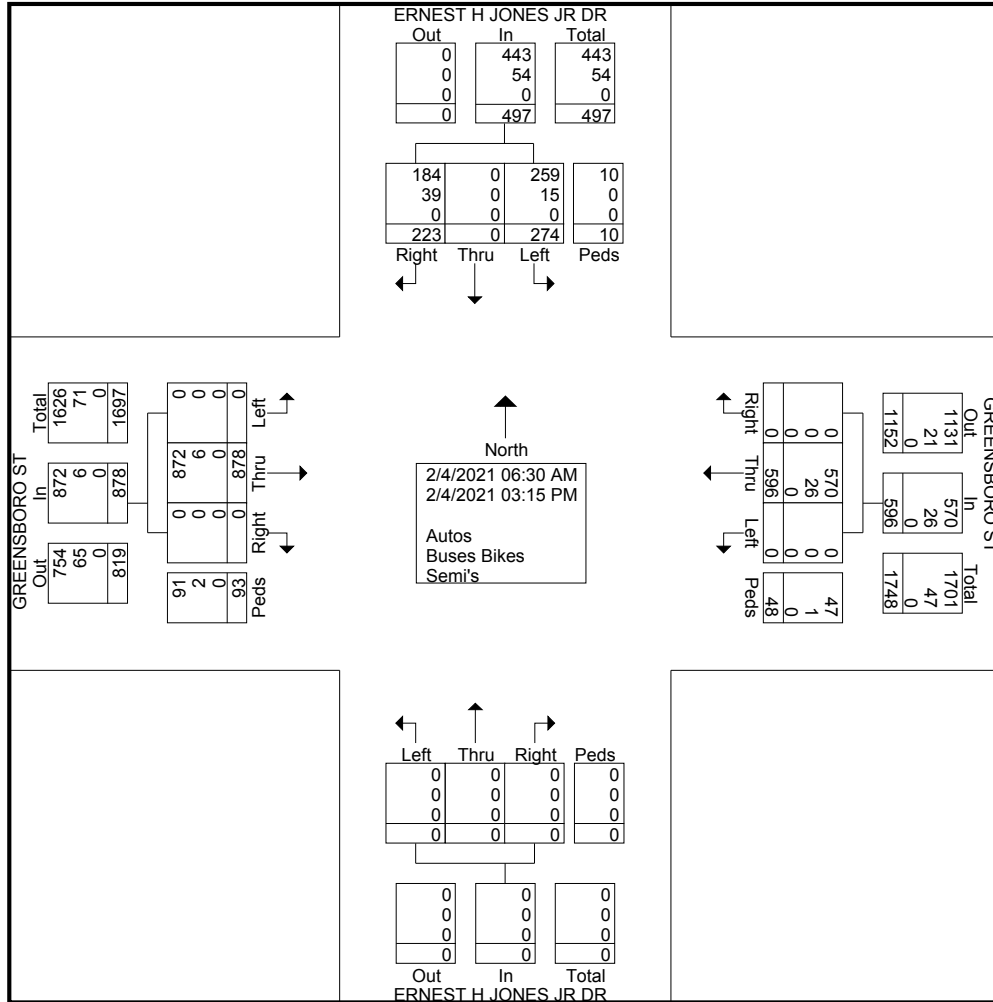 ERNEST H JONES JR DR
Out In Total
0 443 443
0 54 54
0 0 0
0 497 497
184 0 259 10
39 0 15 0
0 0 0 0
223 0 274 10
Right Thru Left Peds
GREENSBORO ST
Total In Out
1626 872 754
71 6 65
0 0 0
1697 878 819
Left Thru Right Peds
0 872 0 91
0 6 0 2
0 0 0 0
0 878 0 93
North
2/4/2021 06:30 AM
2/4/2021 03:15 PM
Autos
Buses Bikes
Semi's
Right Thru Left Peds
0 570 0 47
0 26 0 1
0 0 0 0
0 596 0 48
GREENSBORO ST
Out In Total
1131 570 1701
21 26 47
0 0 0
1152 596 1748
Left Thru Right Peds
0 0 0 0
0 0 0 0
0 0 0 0
0 0 0 0
0 0 0
0 0 0
0 0 0
0 0 0
Out In Total
ERNEST H JONES JR DR